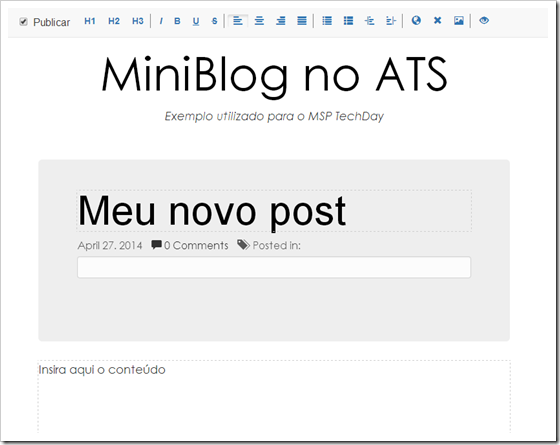 Publicar H1 H2 H3 I B U S
MiniBlog no ATS
Exemplo utilizado para o MSP TechDay
Meu novo post
April 27. 2014 0 Comments Posted in:
Insira aqui o conteúdo